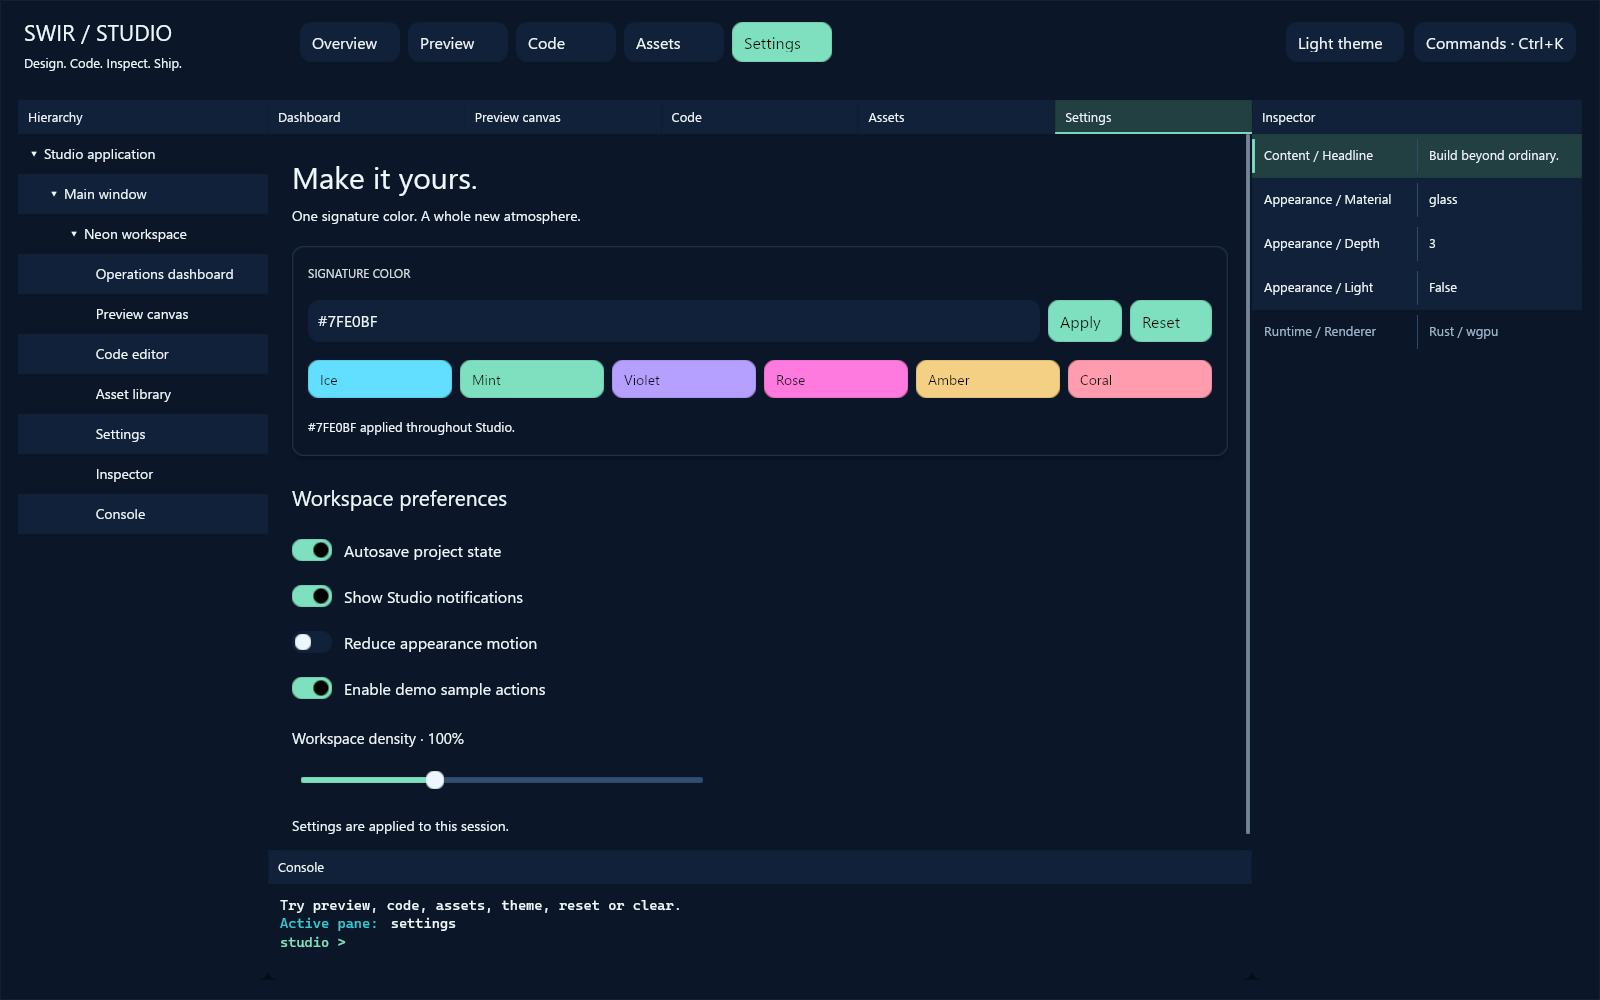 SWIR / STUDIO
Design. Code. Inspect. Ship.
Overview
Preview
Code
Assets
Settings
Light theme
Commands · Ctrl+K
Hierarchy
Studio application
Main window
Neon workspace
Operations dashboard
Preview canvas
Code editor
Asset library
Settings
Inspector
Console
Dashboard
Preview canvas
Code
Assets
Settings
Make it yours.
One signature color. A whole new atmosphere.
SIGNATURE COLOR
#7FE0BF
Apply
Reset
Ice
Mint
Violet
Rose
Amber
Coral
#7FE0BF applied throughout Studio.
Workspace preferences
Autosave project state
Show Studio notifications
Reduce appearance motion
Enable demo sample actions
Workspace density · 100%
Settings are applied to this session.
Console
Try preview, code, assets, theme, reset or clear.
Active pane: settings
studio >
Inspector
Content / Headline Build beyond ordinary.
Appearance / Material glass
Appearance / Depth 3
Appearance / Light False
Runtime / Renderer Rust / wgpu